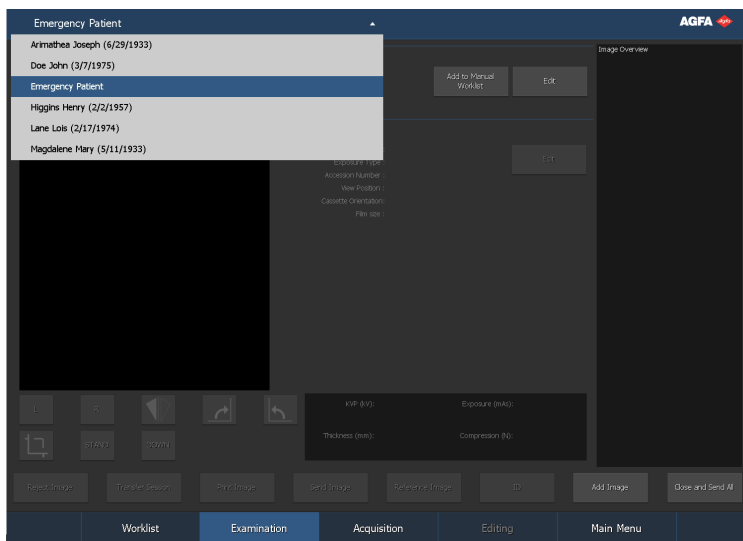 Emergency Patient
AGFA
Arimathea Joseph (6/29/1933)
Doe John (3/7/1975)
Emergency Patient
Higgins Henry (2/2/1957)
Lane Lois (2/17/1974)
Magdalene Mary (5/11/1933)
Add to Manual
Worklist
Edit
Image Overview
Exposure Type :
Accession Number :
View Position :
Cassette Orientation:
Film size :
Edit
L
R
KVP (kV):
Exposure (mAs):
Thickness (mm):
Compression (N):
Reject Image
Transfer Session
Print Image
Send Image
Reference Image
ID
Add Image
Close and Send All
Worklist
Examination
Acquisition
Editing
Main Menu